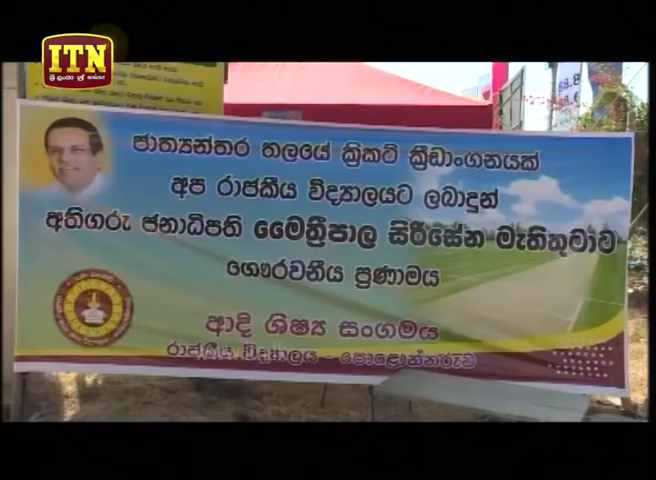 ITN
ජාත්‍යන්තර තලයේ ක්‍රිකට් ක්‍රීඩාංගනයක්
අප රාජකීය විද්‍යාලයට ලබාදුන්
අතිගරු ජනාධිපති මෛත්‍රීපාල සිරිසේන මැතිතුමාට
ගෞරවනීය ප්‍රණාමය
ආදි ශිෂ්‍ය සංගමය
රාජකීය විද්‍යාලය - පොළොන්නරුව